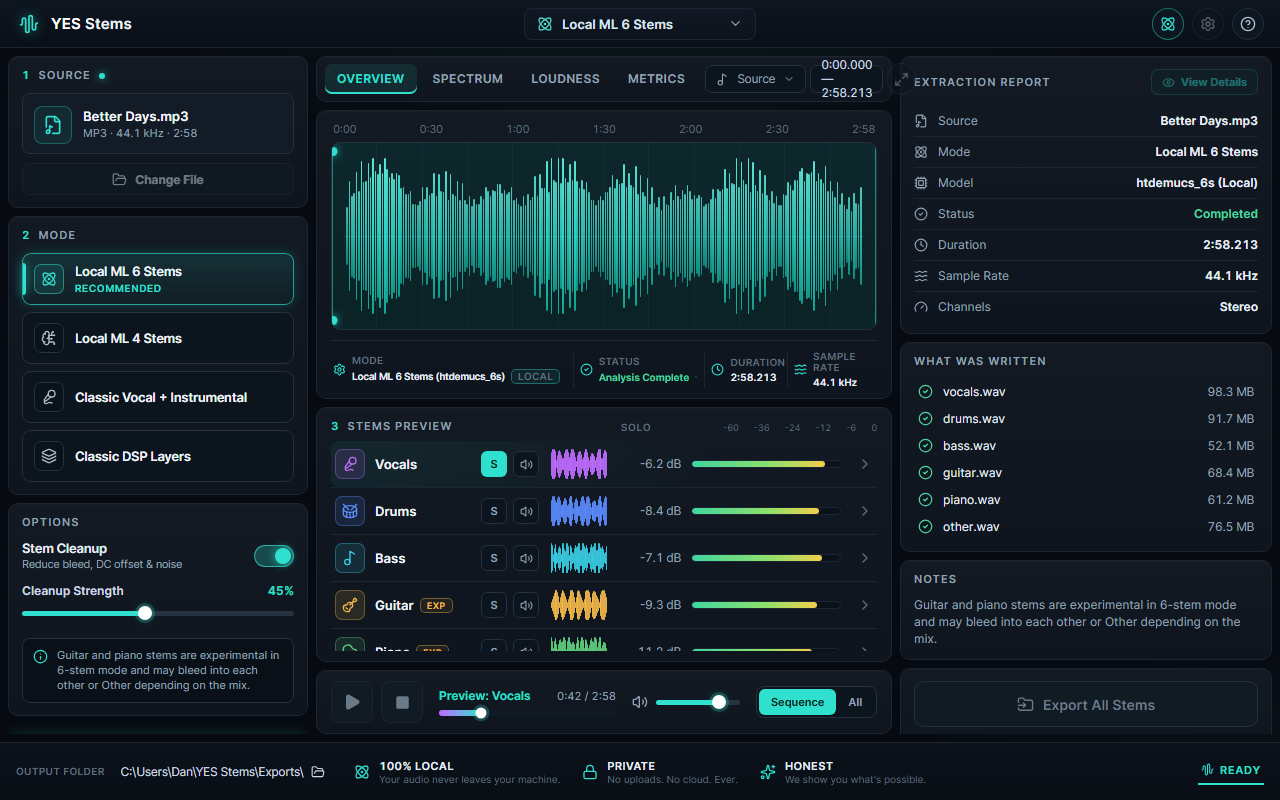 YES Stems
Local ML 6 Stems
1 SOURCE
Better Days.mp3
MP3 · 44.1 kHz · 2:58
Change File
2 MODE
Local ML 6 Stems
RECOMMENDED
Local ML 4 Stems
Classic Vocal + Instrumental
Classic DSP Layers
OPTIONS
Stem Cleanup
Reduce bleed, DC offset & noise
Cleanup Strength 45%
Guitar and piano stems are experimental in
6-stem mode and may bleed into each
other or Other depending on the mix.
OVERVIEW SPECTRUM LOUDNESS METRICS Source
0:00.000
—
2:58.213
0:00 0:30 1:00 1:30 2:00 2:30 2:58
MODE
Local ML 6 Stems (htdemucs_6s) LOCAL
STATUS
Analysis Complete
DURATION
2:58.213
SAMPLE
RATE
44.1 kHz
3 STEMS PREVIEW SOLO -60 -36 -24 -12 -6 0
Vocals S -6.2 dB
Drums S -8.4 dB
Bass S -7.1 dB
Guitar EXP S -9.3 dB
Piano EXP S -11.2 dB
Preview: Vocals 0:42 / 2:58
Sequence All
EXTRACTION REPORT View Details
Source Better Days.mp3
Mode Local ML 6 Stems
Model htdemucs_6s (Local)
Status Completed
Duration 2:58.213
Sample Rate 44.1 kHz
Channels Stereo
WHAT WAS WRITTEN
vocals.wav 98.3 MB
drums.wav 91.7 MB
bass.wav 52.1 MB
guitar.wav 68.4 MB
piano.wav 61.2 MB
other.wav 76.5 MB
NOTES
Guitar and piano stems are experimental in 6-stem mode
and may bleed into each other or Other depending on the
mix.
Export All Stems
OUTPUT FOLDER C:\Users\Dan\YES Stems\Exports\
100% LOCAL
Your audio never leaves your machine.
PRIVATE
No uploads. No cloud. Ever.
HONEST
We show you what's possible.
READY